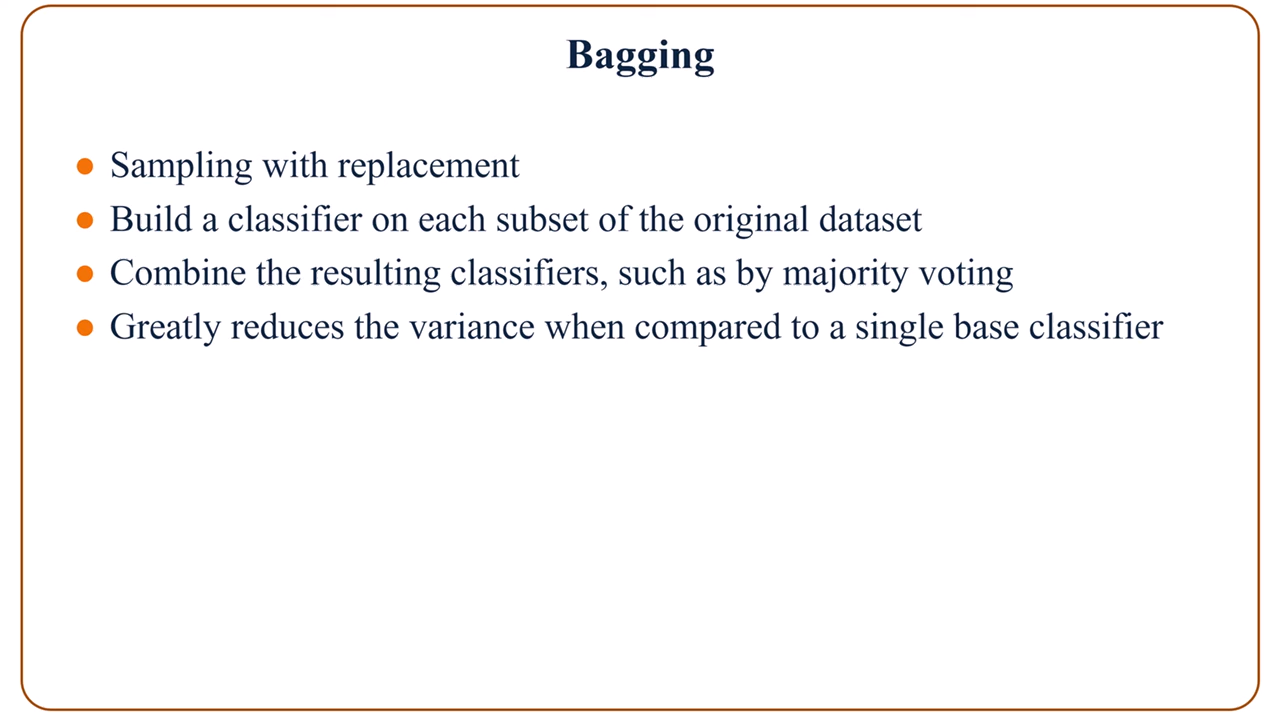 Bagging
Sampling with replacement
Build a classifier on each subset of the original dataset
Combine the resulting classifiers, such as by majority voting
Greatly reduces the variance when compared to a single base classifier